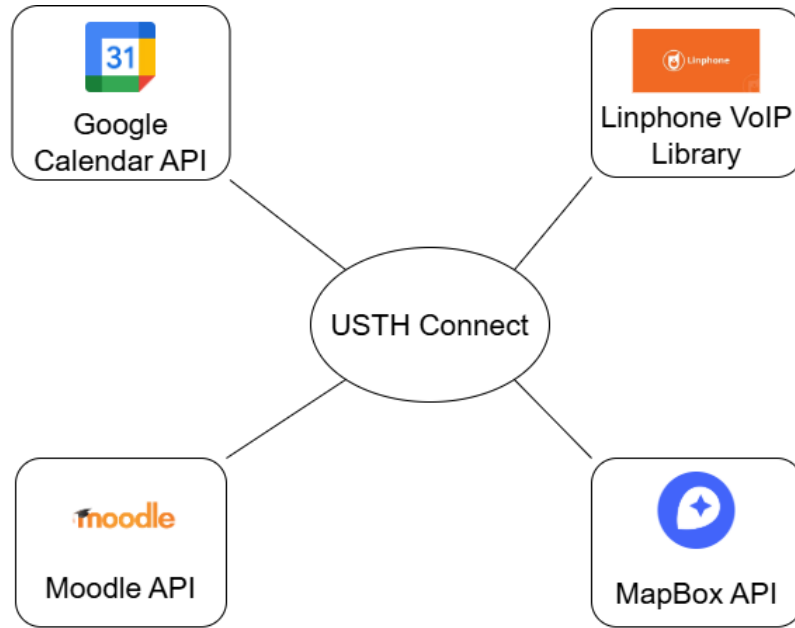 31
Google
Calendar API
Linphone
Linphone VoIP
Library
USTH Connect
moodle
Moodle API
MapBox API